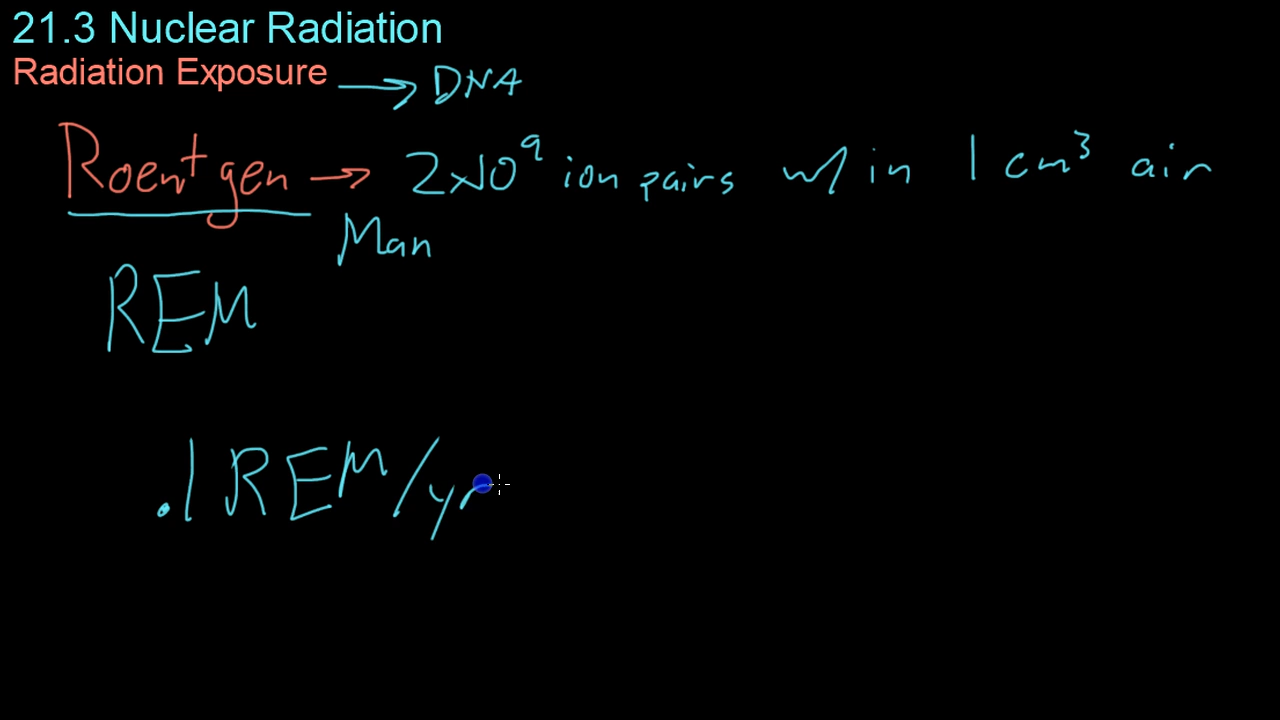 21.3 Nuclear Radiation
Radiation Exposure → DNA
Roentgen → 2x10⁹ ion pairs w/in 1 cm³ air
Man
REM
.1 REM/yr